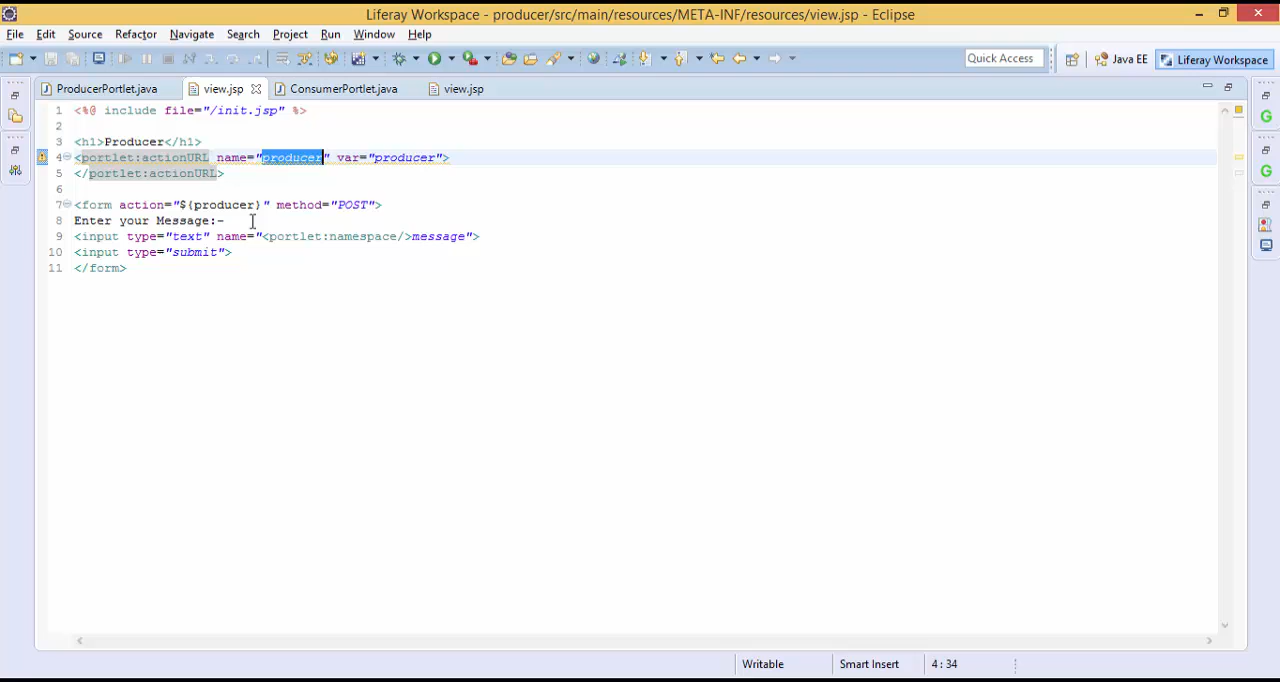 Liferay Workspace - producer/src/main/resources/META-INF/resources/view.jsp - Eclipse
File Edit Source Refactor Navigate Search Project Run Window Help
Quick Access Java EE Liferay Workspace
ProducerPortlet.java view.jsp ConsumerPortlet.java view.jsp
1 <%@ include file="/init.jsp" %>
2
3 <h1>Producer</h1>
4 <portlet:actionURL name="producer" var="producer">
5 </portlet:actionURL>
6
7 <form action="${producer}" method="POST">
8 Enter your Message:-
9 <input type="text" name="<portlet:namespace/>message">
10 <input type="submit">
11 </form>
Writable Smart Insert 4 : 34